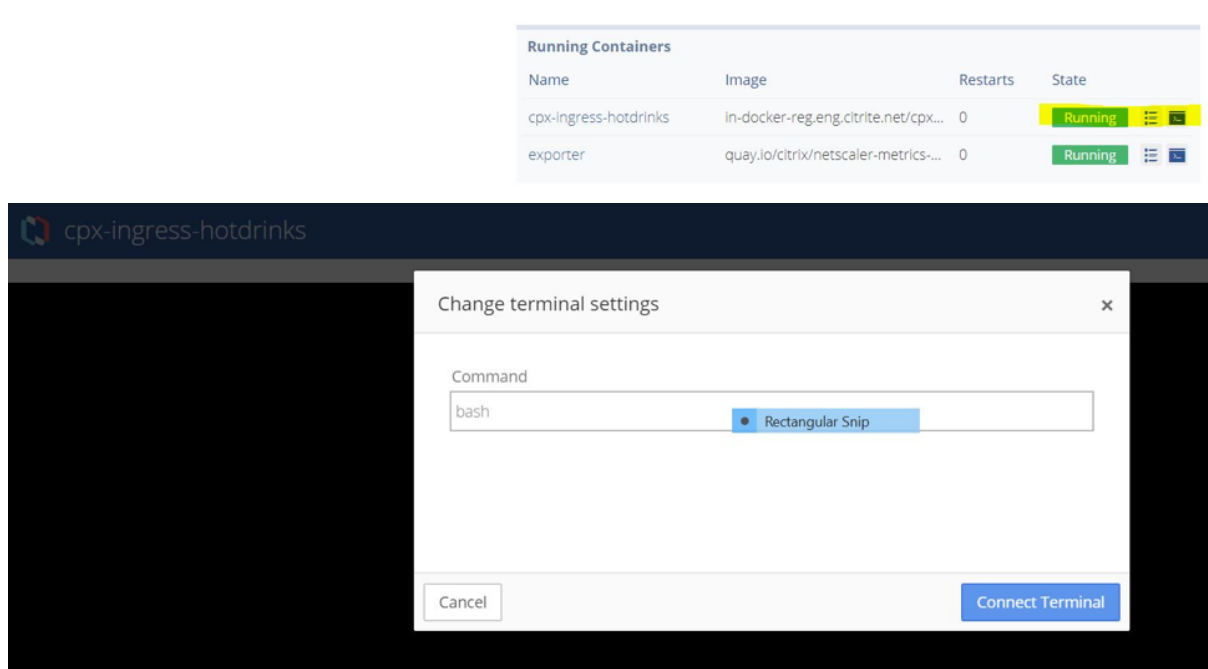 Running Containers
Name Image Restarts State
cpx-ingress-hotdrinks in-docker-reg.eng.citrite.net/cpx... 0 Running
exporter quay.io/citrix/netscaler-metrics-... 0 Running
cpx-ingress-hotdrinks
Change terminal settings ×
Command
bash
Rectangular Snip
Cancel Connect Terminal